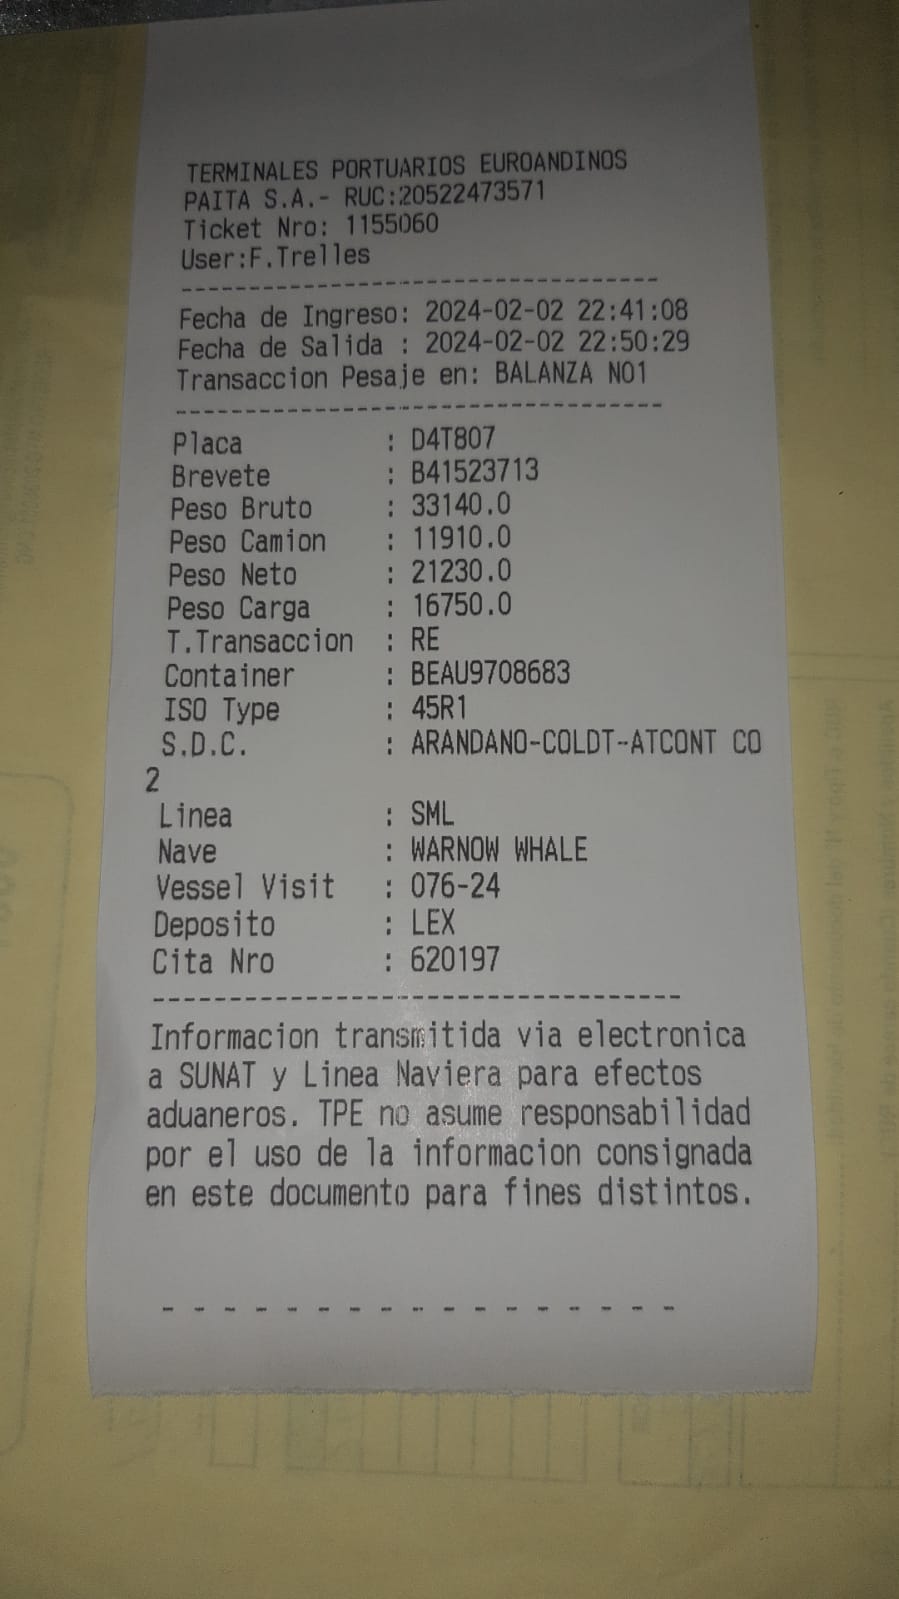 TERMINALES PORTUARIOS EUROANDINOS
PAITA S.A.- RUC:20522473571
Ticket Nro: 1155060
User:F.Trelles
--------------------------------
Fecha de Ingreso: 2024-02-02 22:41:08
Fecha de Salida : 2024-02-02 22:50:29
Transaccion Pesaje en: BALANZA NO1
--------------------------------
Placa : D4T807
Brevete : B41523713
Peso Bruto : 33140.0
Peso Camion : 11910.0
Peso Neto : 21230.0
Peso Carga : 16750.0
T.Transaccion : RE
Container : BEAU9708683
ISO Type : 45R1
S.D.C. : ARANDANO-COLDT-ATCONT CO
2
Linea : SML
Nave : WARNOW WHALE
Vessel Visit : 076-24
Deposito : LEX
Cita Nro : 620197
----------------------------------
Informacion transmitida via electronica
a SUNAT y Linea Naviera para efectos
aduaneros. TPE no asume responsabilidad
por el uso de la informacion consignada
en este documento para fines distintos.
- - - - - - - - - - - - - - - - -